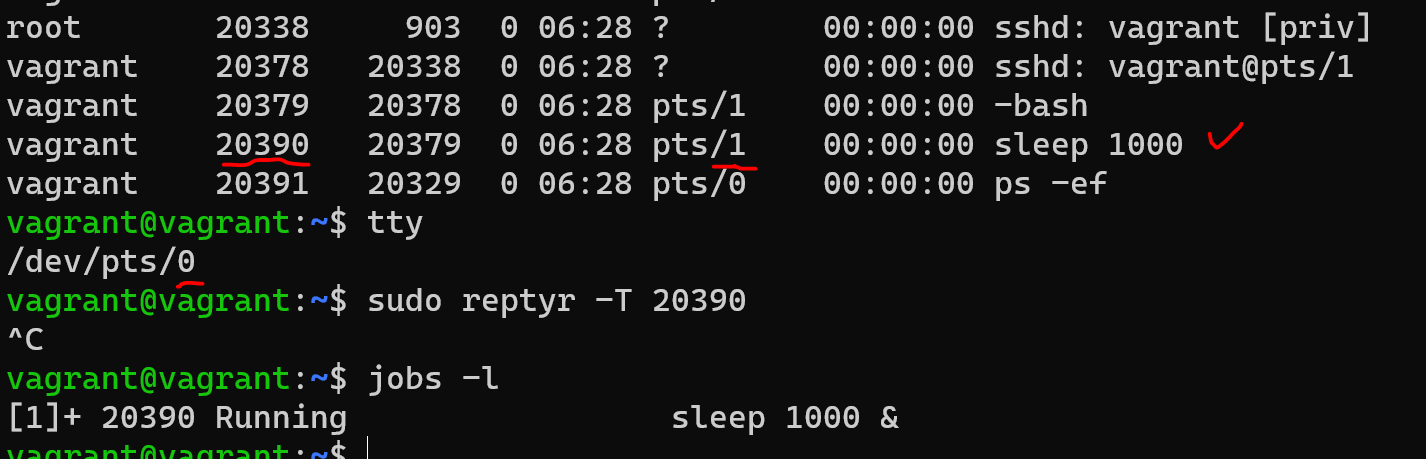 root 20338 903 0 06:28 ? 00:00:00 sshd: vagrant [priv]
vagrant 20378 20338 0 06:28 ? 00:00:00 sshd: vagrant@pts/1
vagrant 20379 20378 0 06:28 pts/1 00:00:00 -bash
vagrant 20390 20379 0 06:28 pts/1 00:00:00 sleep 1000
vagrant 20391 20329 0 06:28 pts/0 00:00:00 ps -ef
vagrant@vagrant:~$ tty
/dev/pts/0
vagrant@vagrant:~$ sudo reptyr -T 20390
^C
vagrant@vagrant:~$ jobs -l
[1]+ 20390 Running sleep 1000 &
vagrant@vagrant:~$